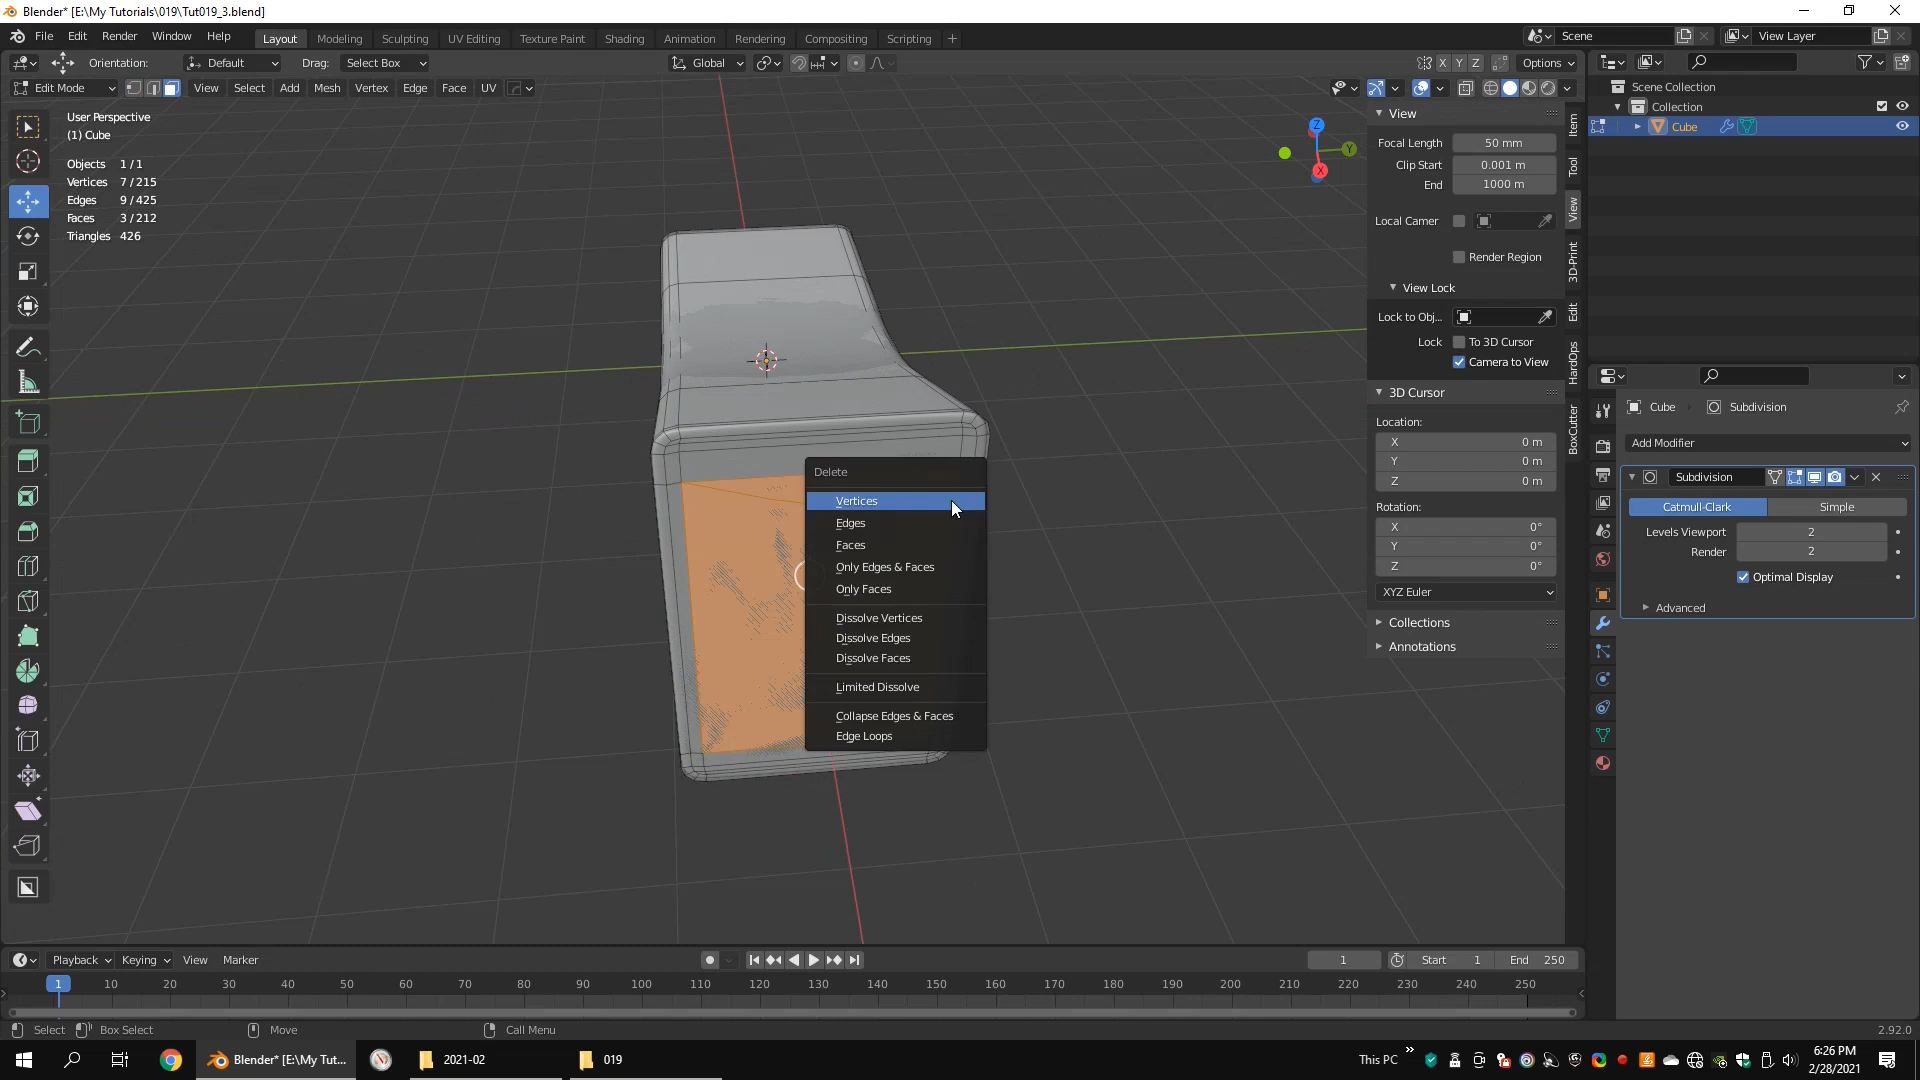 Blender* [E:\My Tutorials\019\Tut019_3.blend]
File Edit Render Window Help
Layout Modeling Sculpting UV Editing Texture Paint Shading Animation Rendering Compositing Scripting +
Scene
View Layer
Orientation: Default Drag: Select Box
Global
X Y Z
Options
Edit Mode View Select Add Mesh Vertex Edge Face UV
User Perspective
(1) Cube
Objects 1 / 1
Vertices 7 / 215
Edges 9 / 425
Faces 3 / 212
Triangles 426
Z
Y
X
Delete
Vertices
Edges
Faces
Only Edges & Faces
Only Faces
Dissolve Vertices
Dissolve Edges
Dissolve Faces
Limited Dissolve
Collapse Edges & Faces
Edge Loops
View
Focal Length 50 mm
Clip Start 0.001 m
End 1000 m
Local Camer
Render Region
View Lock
Lock to Obj...
Lock To 3D Cursor
Camera to View
3D Cursor
Location:
X 0 m
Y 0 m
Z 0 m
Rotation:
X 0°
Y 0°
Z 0°
XYZ Euler
Collections
Annotations
Item
Tool
View
3D-Print
Edit
HardOps
BoxCutter
Scene Collection
Collection
Cube
Cube Subdivision
Add Modifier
Subdivision
Catmull-Clark Simple
Levels Viewport 2
Render 2
Optimal Display
Advanced
Playback Keying View Marker
1 Start 1 End 250
1 10 20 30 40 50 60 70 80 90 100 110 120 130 140 150 160 170 180 190 200 210 220 230 240 250
Select Box Select Move Call Menu 2.92.0
Blender* [E:\My Tut... 2021-02 019 This PC
6:26 PM
2/28/2021